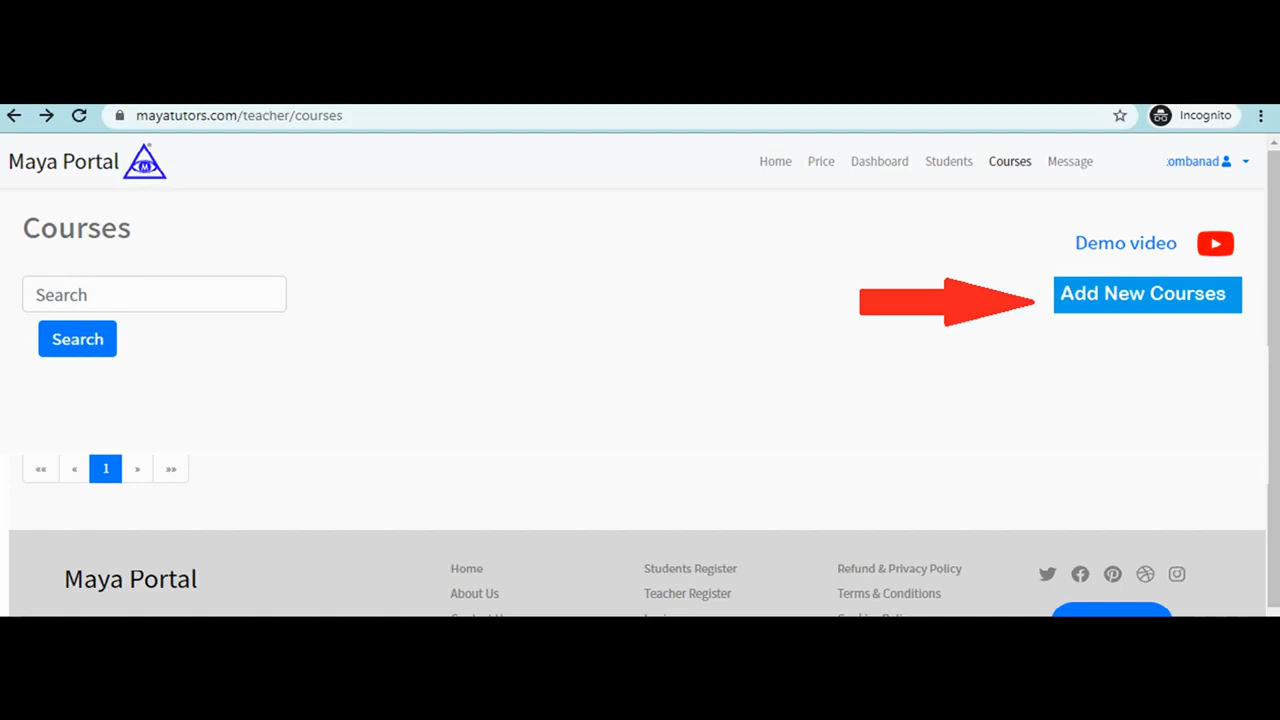 mayatutors.com/teacher/courses
Incognito
Maya Portal
M
Home Price Dashboard Students Courses Message
ombanad
Courses
Demo video
Search
Add New Courses
Search
«« « 1 » »»
Maya Portal
Home Students Register Refund & Privacy Policy
About Us Teacher Register Terms & Conditions